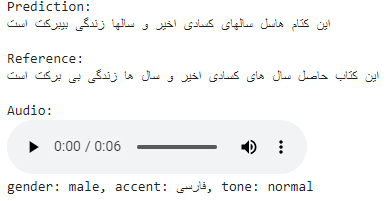 Prediction:
این کتام هاسل سالهای کسادی اخیر و سالها زندگی بیبرکت است
Reference:
این کتاب حاصل سال های کسادی اخیر و سال ها زندگی بی برکت است
Audio:
0:00 / 0:06
gender: male, accent: فارسی, tone: normal